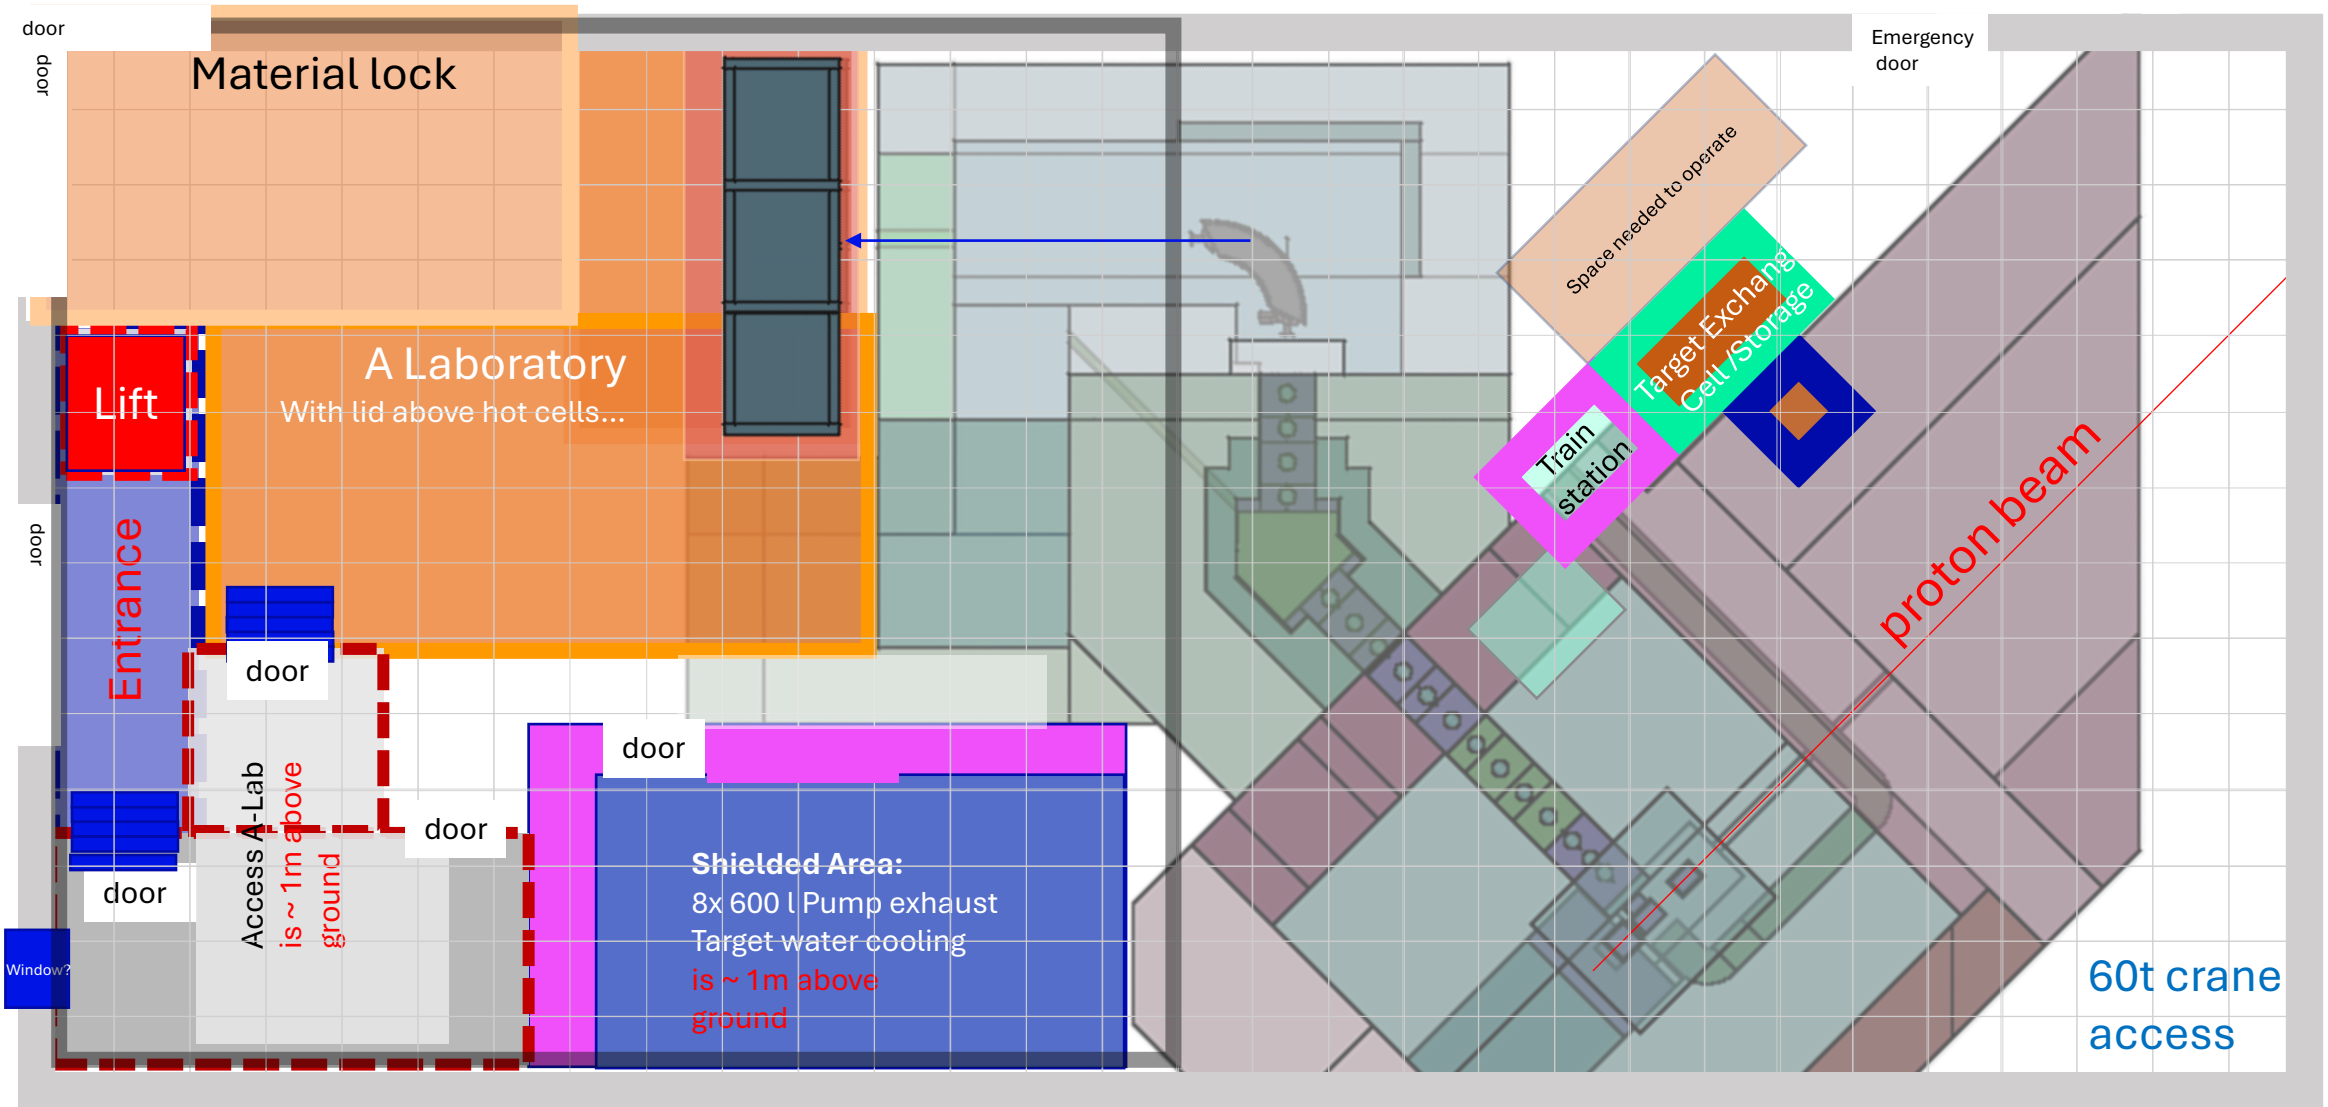 door
door
Material lock
Emergency
door
Space needed to operate
Target Exchang
Cell /Storage
Train
station
Lift
A Laboratory
With lid above hot cells...
door
Entrance
proton beam
door
door
door
door
Access A-Lab
is ~ 1m above
ground
Window?
Shielded Area:
8x 600 l Pump exhaust
Target water cooling
is ~ 1m above
ground
60t crane
access